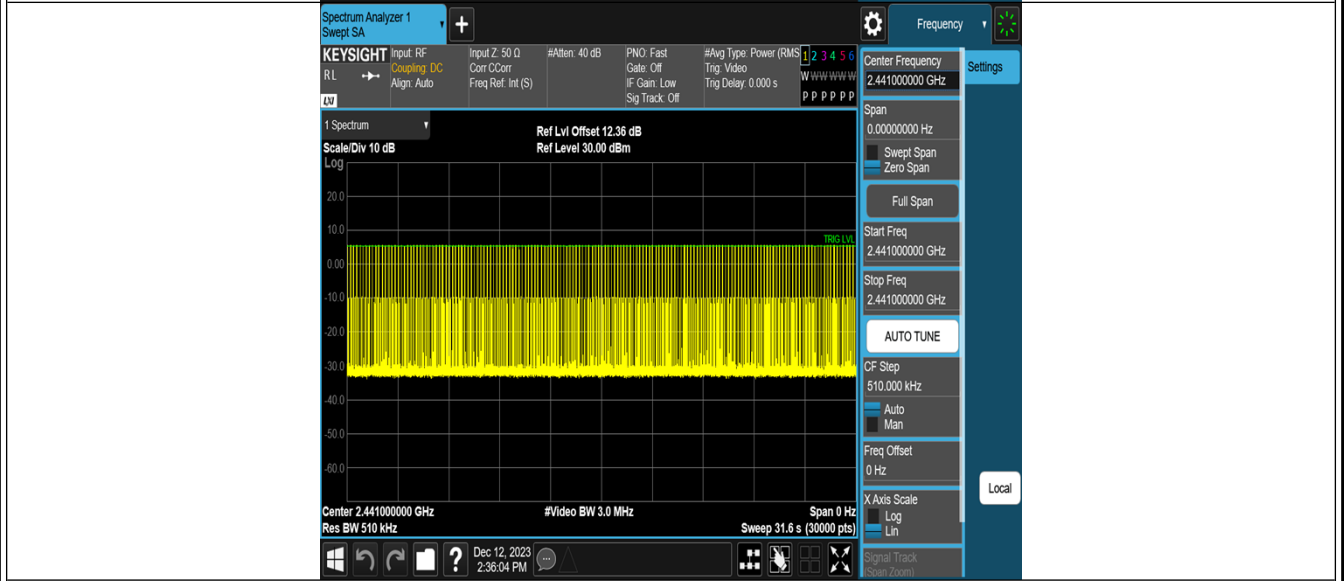 Spectrum Analyzer 1
Swept SA
+
Frequency
KEYSIGHT
RL
LXI
Input: RF
Coupling: DC
Align: Auto
Input Z: 50 Ω
Corr CCorr
Freq Ref: Int (S)
#Atten: 40 dB
PNO: Fast
Gate: Off
IF Gain: Low
Sig Track: Off
#Avg Type: Power (RMS
Trig: Video
Trig Delay: 0.000 s
1 2 3 4 5 6
W W W W W W
P P P P P P
1 Spectrum
Scale/Div 10 dB
Ref Lvl Offset 12.36 dB
Ref Level 30.00 dBm
Log
20.0
10.0
0.00
-10.0
-20.0
-30.0
-40.0
-50.0
-60.0
TRIG LVL
Center 2.441000000 GHz
Res BW 510 kHz
#Video BW 3.0 MHz
Span 0 Hz
Sweep 31.6 s (30000 pts)
Center Frequency
2.441000000 GHz
Settings
Span
0.00000000 Hz
Swept Span
Zero Span
Full Span
Start Freq
2.441000000 GHz
Stop Freq
2.441000000 GHz
AUTO TUNE
CF Step
510.000 kHz
Auto
Man
Freq Offset
0 Hz
X Axis Scale
Log
Lin
Signal Track
(Span Zoom)
Local
?
Dec 12, 2023
2:36:04 PM